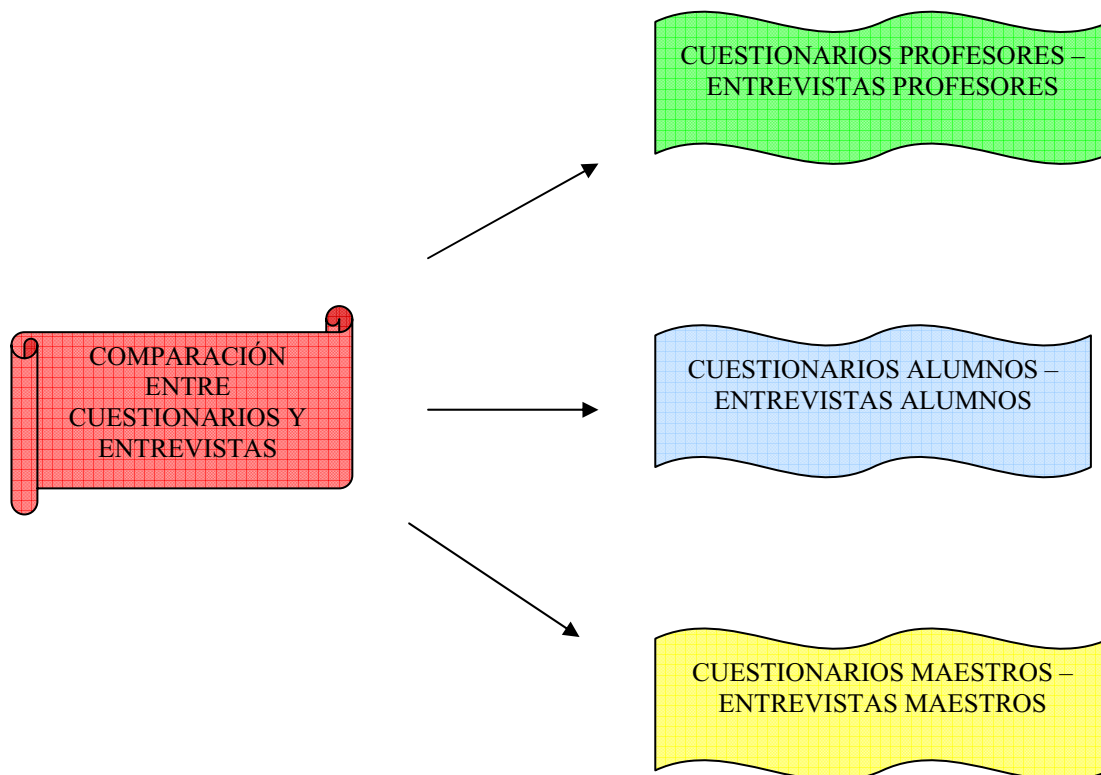 CUESTIONARIOS PROFESORES –
ENTREVISTAS PROFESORES
COMPARACIÓN
ENTRE
CUESTIONARIOS Y
ENTREVISTAS
CUESTIONARIOS ALUMNOS –
ENTREVISTAS ALUMNOS
CUESTIONARIOS MAESTROS –
ENTREVISTAS MAESTROS